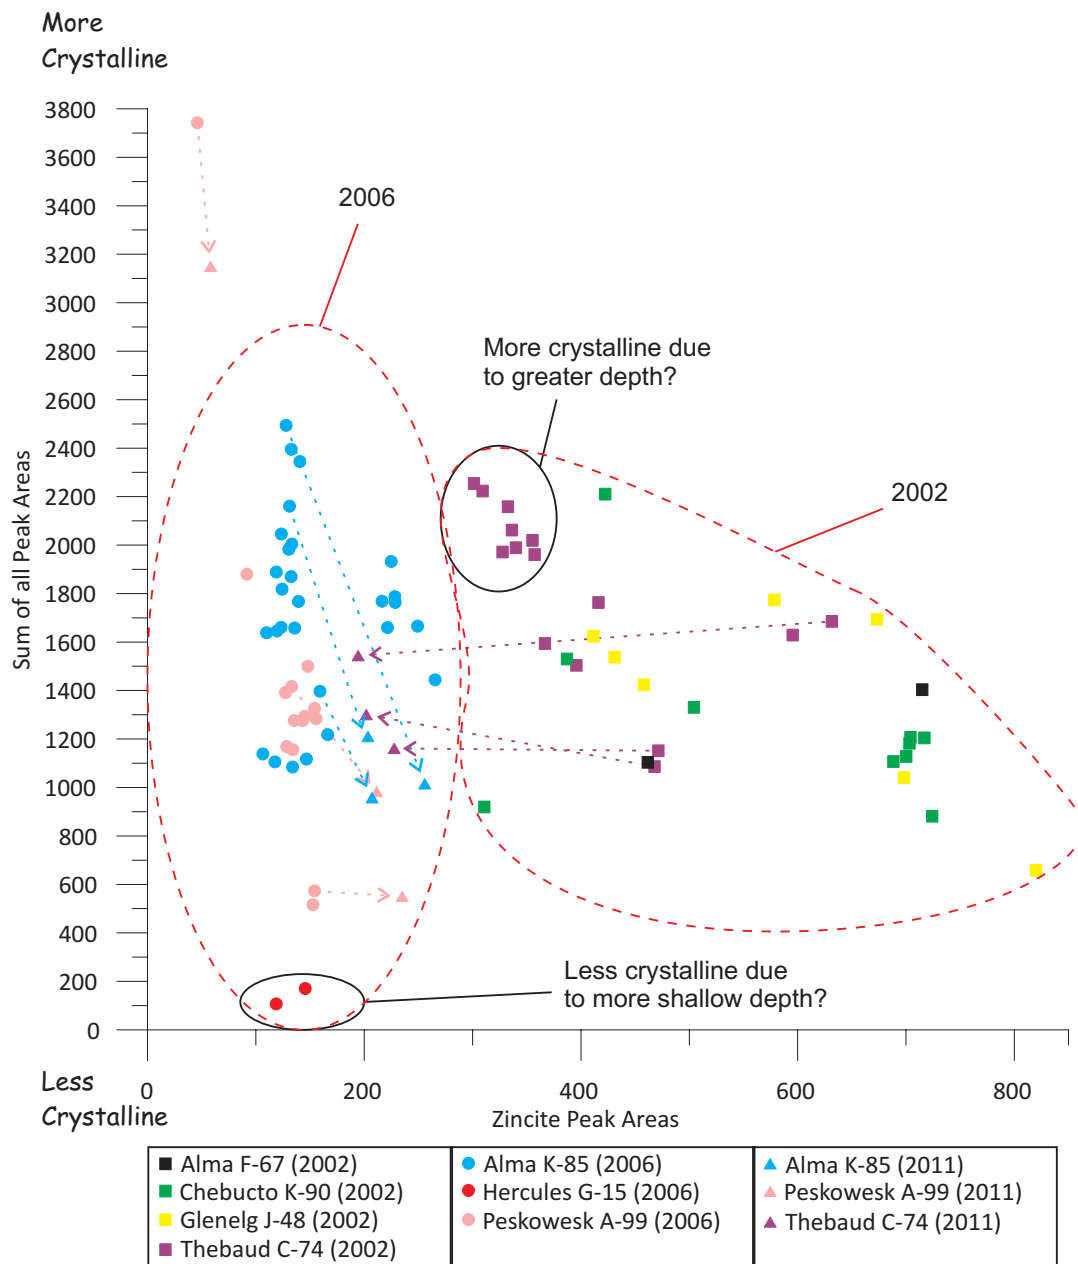 More
Crystalline
3800
3600
3400
3200
3000
2800
2600
2400
2200
2000
1800
1600
1400
1200
1000
800
600
400
200
0
Sum of all Peak Areas
2006
More crystalline due
to greater depth?
2002
Less crystalline due
to more shallow depth?
Less
Crystalline
0 200 400 600 800
Zincite Peak Areas
Alma F-67 (2002)
Chebucto K-90 (2002)
Glenelg J-48 (2002)
Thebaud C-74 (2002)
Alma K-85 (2006)
Hercules G-15 (2006)
Peskowesk A-99 (2006)
Alma K-85 (2011)
Peskowesk A-99 (2011)
Thebaud C-74 (2011)